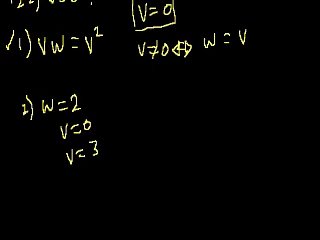 V=0
1) VW = V²
V≠0 ⇔ W = V
2) W=2
V=0
V=3